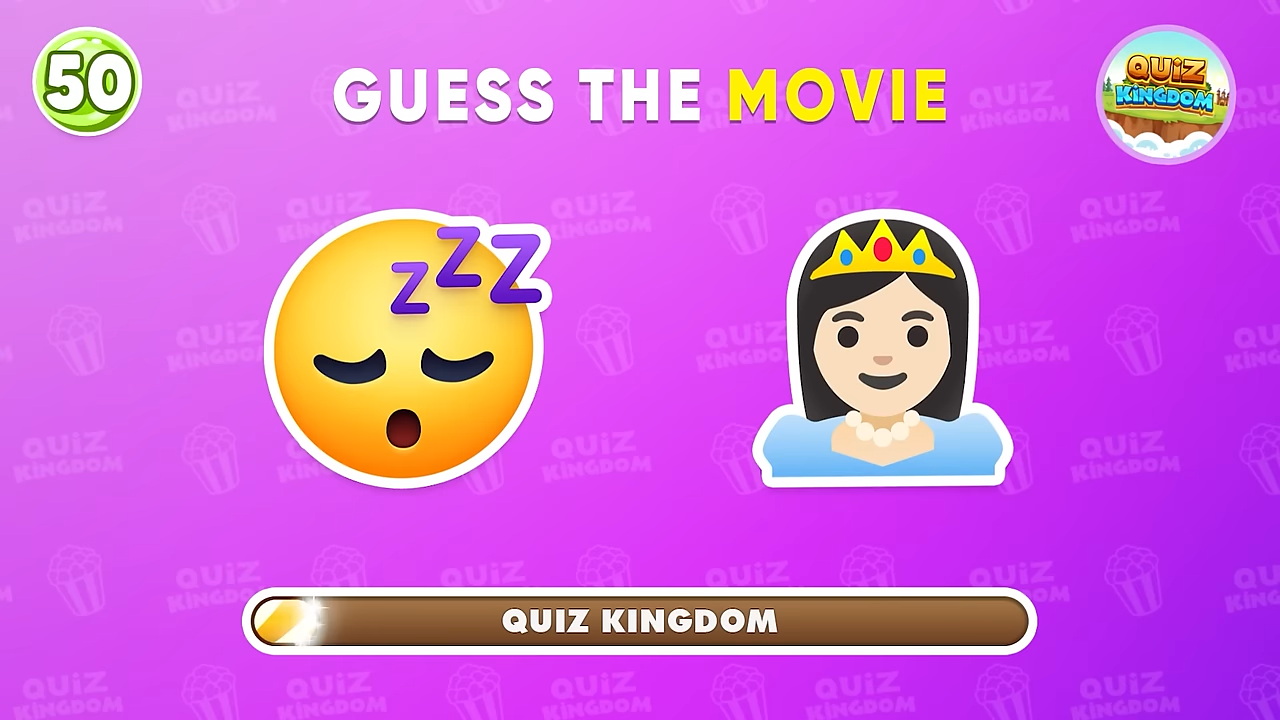 50
GUESS THE MOVIE
QUIZ
KINGDOM
z z z
QUIZ KINGDOM